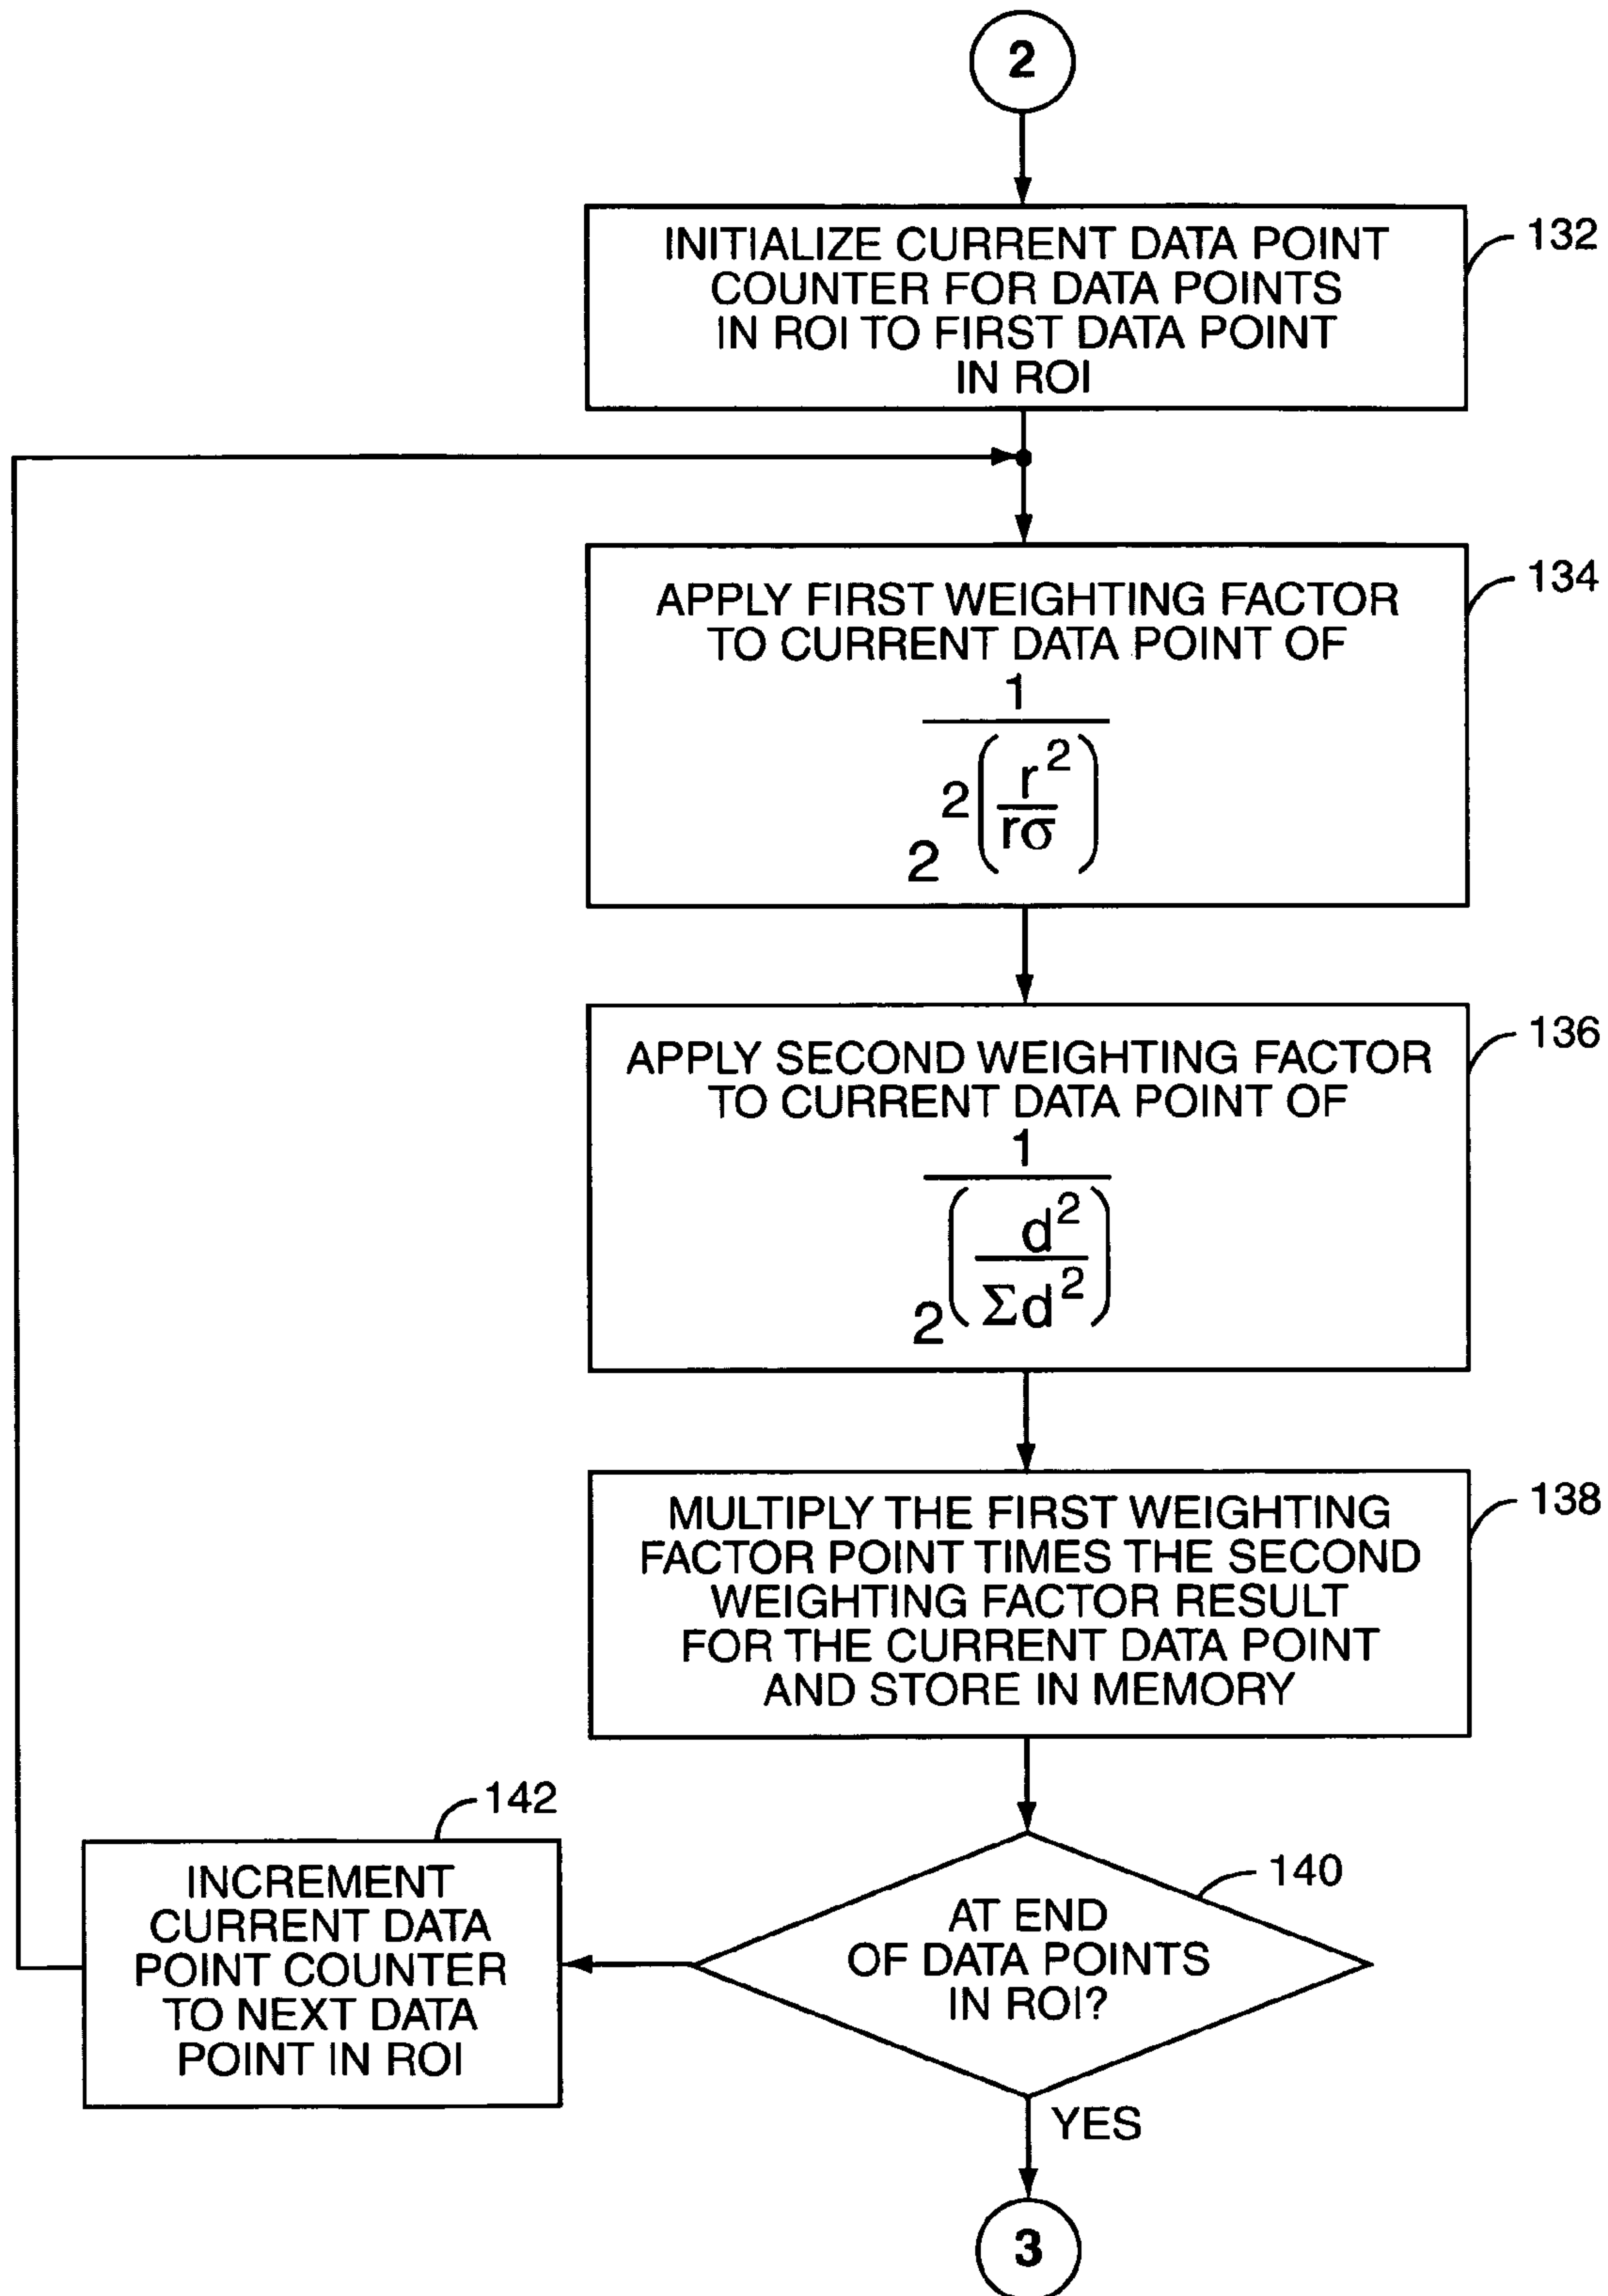 2
INITIALIZE CURRENT DATA POINT
COUNTER FOR DATA POINTS
IN ROI TO FIRST DATA POINT
IN ROI
132
APPLY FIRST WEIGHTING FACTOR
TO CURRENT DATA POINT OF
1
2 2 ( r 2
rσ )
134
APPLY SECOND WEIGHTING FACTOR
TO CURRENT DATA POINT OF
1
2 ( d 2
Σd 2 )
136
MULTIPLY THE FIRST WEIGHTING
FACTOR POINT TIMES THE SECOND
WEIGHTING FACTOR RESULT
FOR THE CURRENT DATA POINT
AND STORE IN MEMORY
138
AT END
OF DATA POINTS
IN ROI?
140
142
INCREMENT
CURRENT DATA
POINT COUNTER
TO NEXT DATA
POINT IN ROI
YES
3